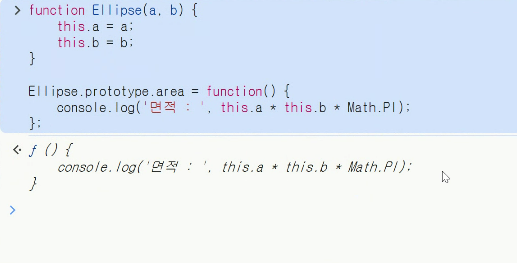 function Ellipse(a, b) {
this.a = a;
this.b = b;
}
Ellipse.prototype.area = function() {
console.log('면적 : ', this.a * this.b * Math.PI);
};
ƒ () {
console.log('면적 : ', this.a * this.b * Math.PI);
}